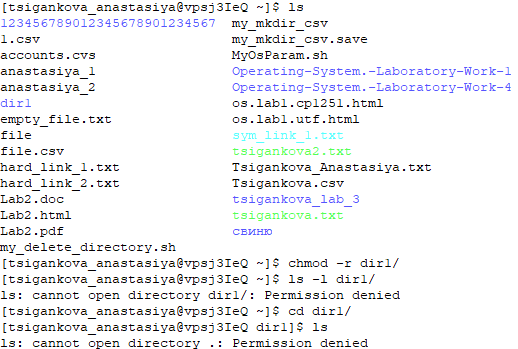 [tsigankova_anastasiya@vpsj3IeQ ~]$ ls
123456789012345678901234567  my_mkdir_csv
1.csv                        my_mkdir_csv.save
accounts.cvs                 MyOsParam.sh
anastasiya_1                 Operating-System.-Laboratory-Work-1
anastasiya_2                 Operating-System.-Laboratory-Work-4
dir1                         os.lab1.cp1251.html
empty_file.txt               os.lab1.utf.html
file                         sym_link_1.txt
file.csv                     tsigankova2.txt
hard_link_1.txt              Tsigankova_Anastasiya.txt
hard_link_2.txt              Tsigankova.csv
Lab2.doc                     tsigankova_lab_3
Lab2.html                    tsigankova.txt
Lab2.pdf                     свиню
my_delete_directory.sh
[tsigankova_anastasiya@vpsj3IeQ ~]$ chmod -r dir1/
[tsigankova_anastasiya@vpsj3IeQ ~]$ ls -l dir1/
ls: cannot open directory dir1/: Permission denied
[tsigankova_anastasiya@vpsj3IeQ ~]$ cd dir1/
[tsigankova_anastasiya@vpsj3IeQ dir1]$ ls
ls: cannot open directory .: Permission denied